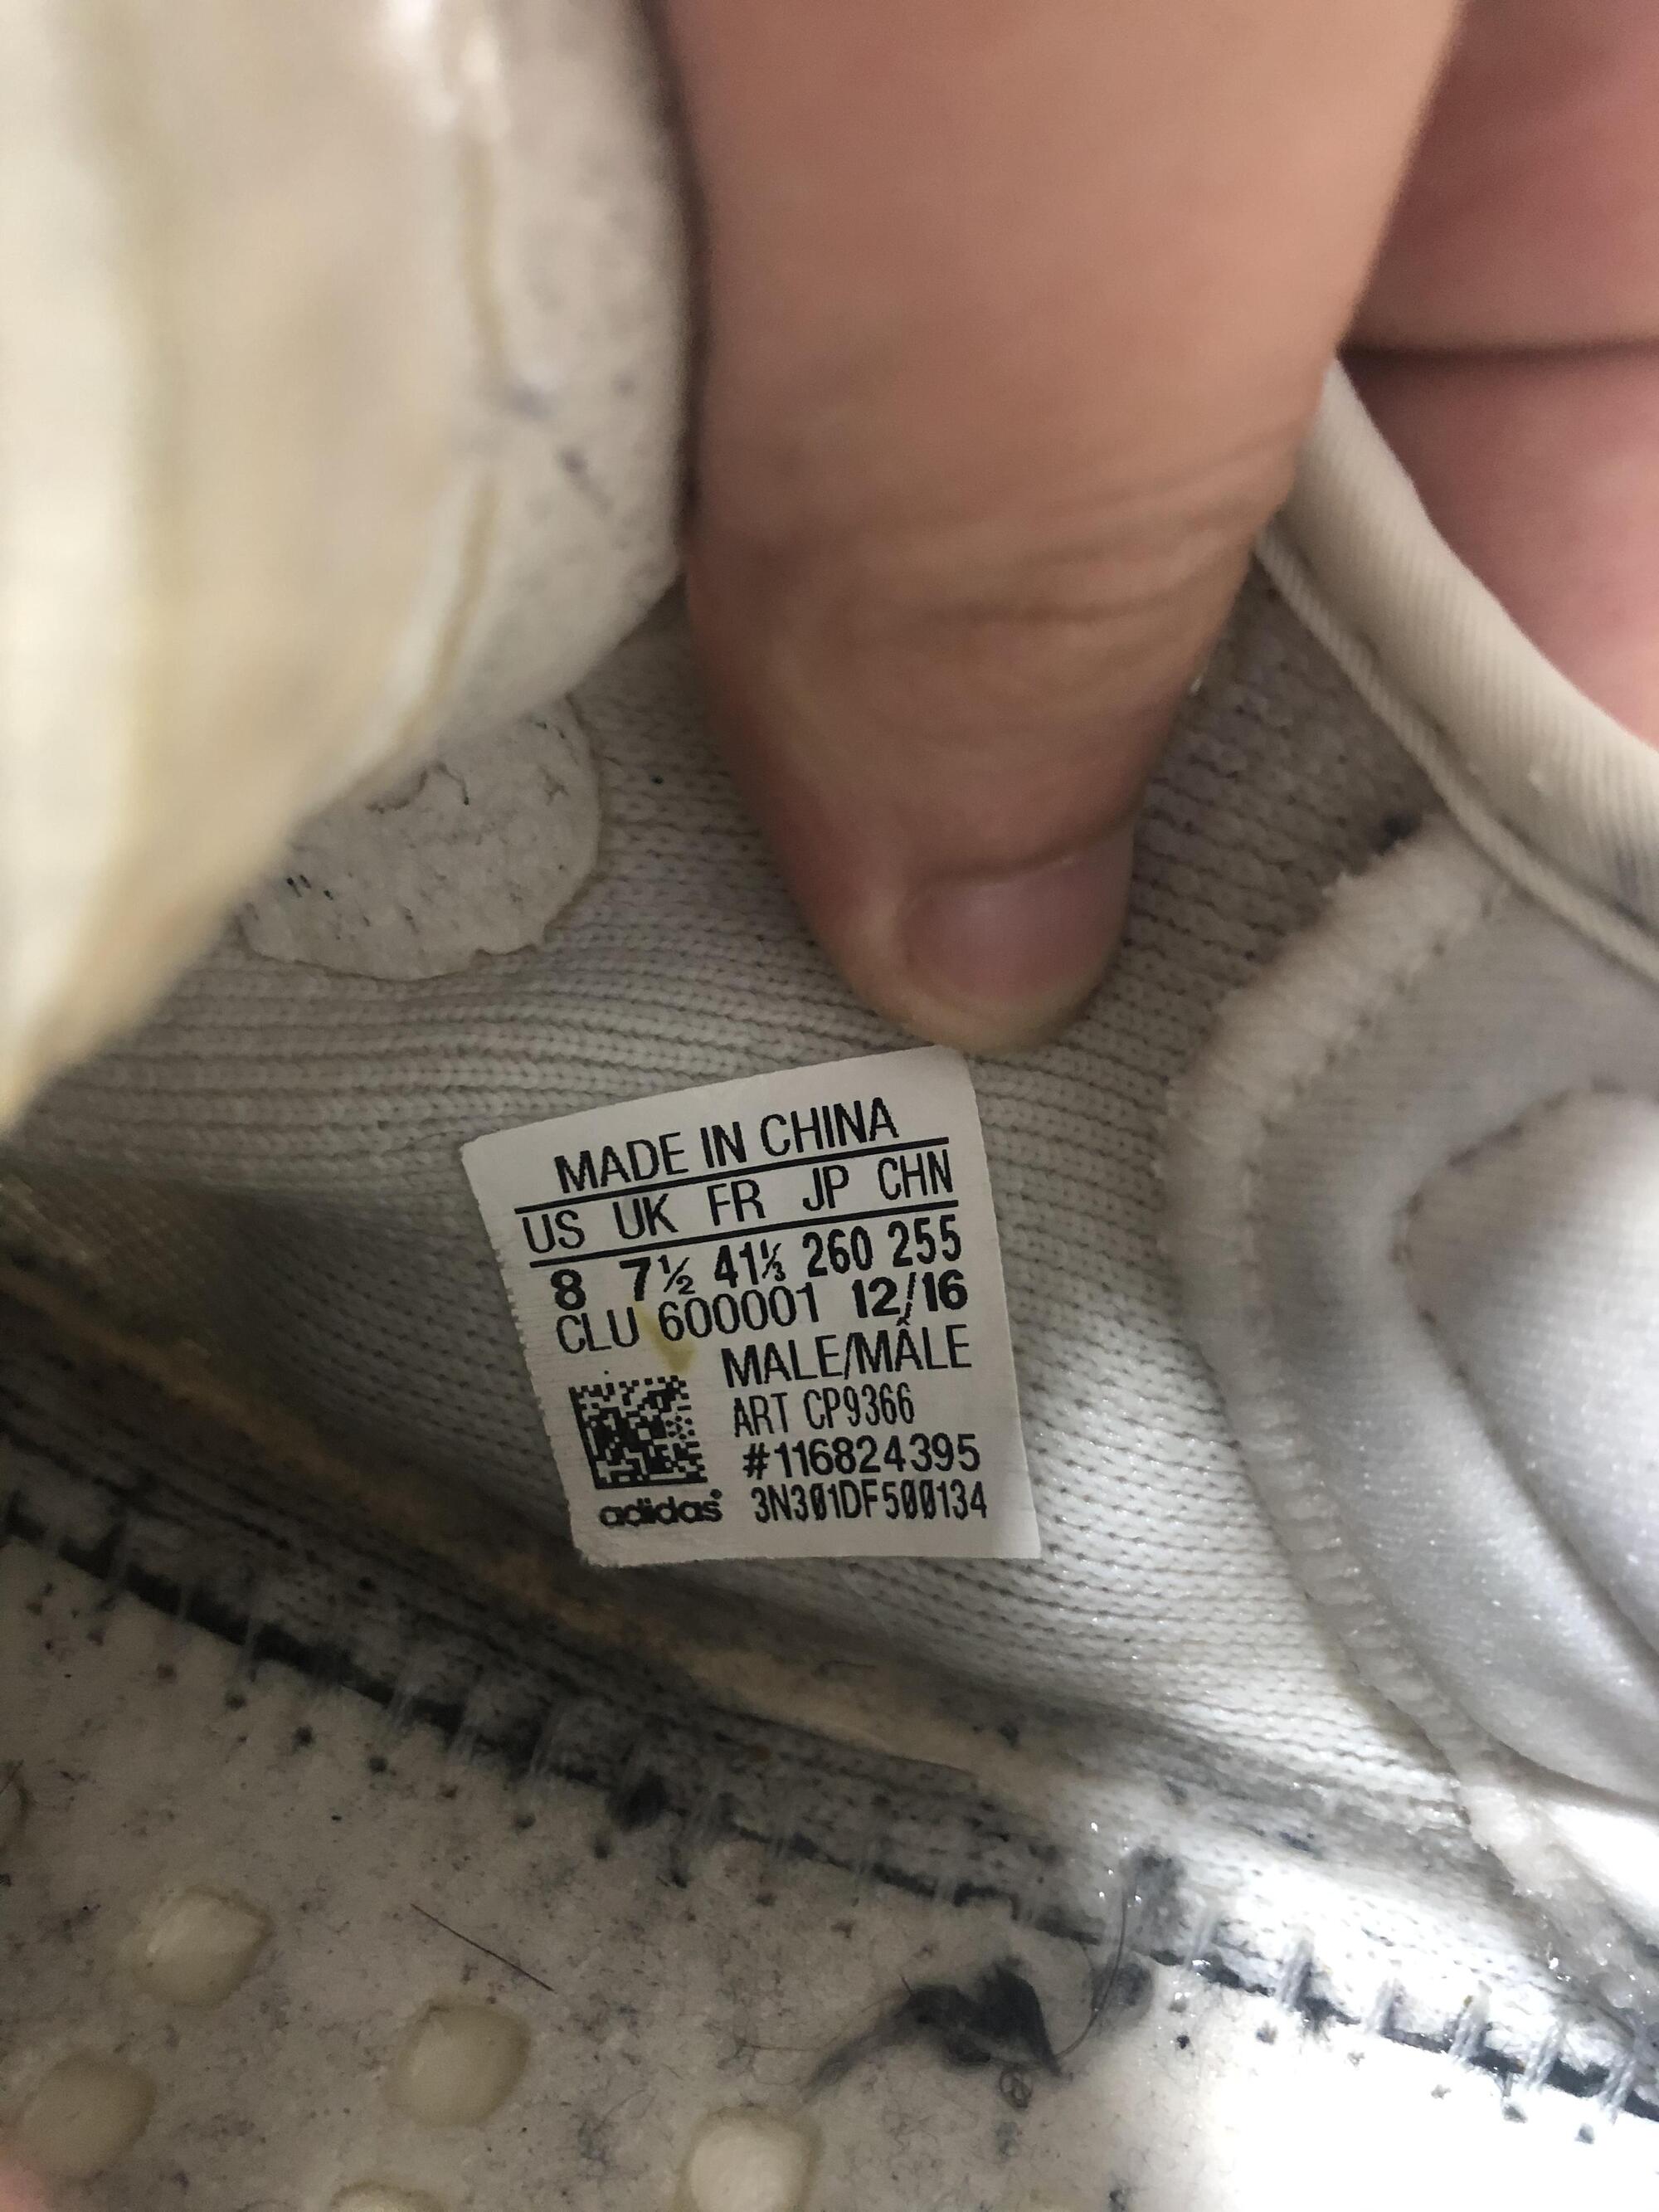 MADE IN CHINA
US UK FR JP CHN
8 7½ 41⅓ 260 255
CLU 600001 12/16
MALE/MÂLE
ART CP9366
#116824395
adidas® 3N301DF500134